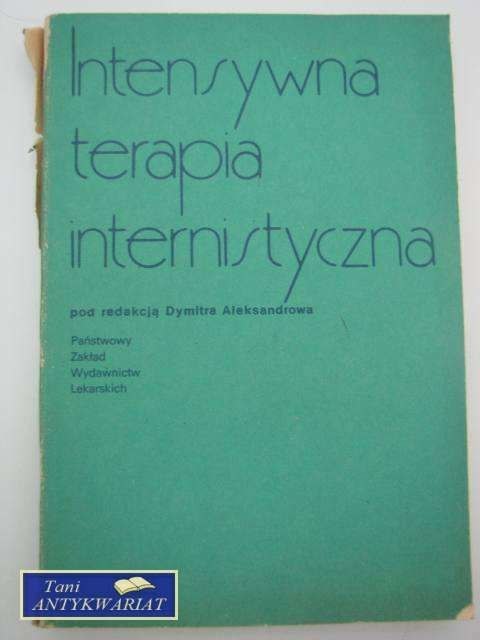 Intensywna
terapia
internistyczna
pod redakcją Dymitra Aleksandrowa
Państwowy
Zakład
Wydawnictw
Lekarskich
Tani
ANTYKWARIAT